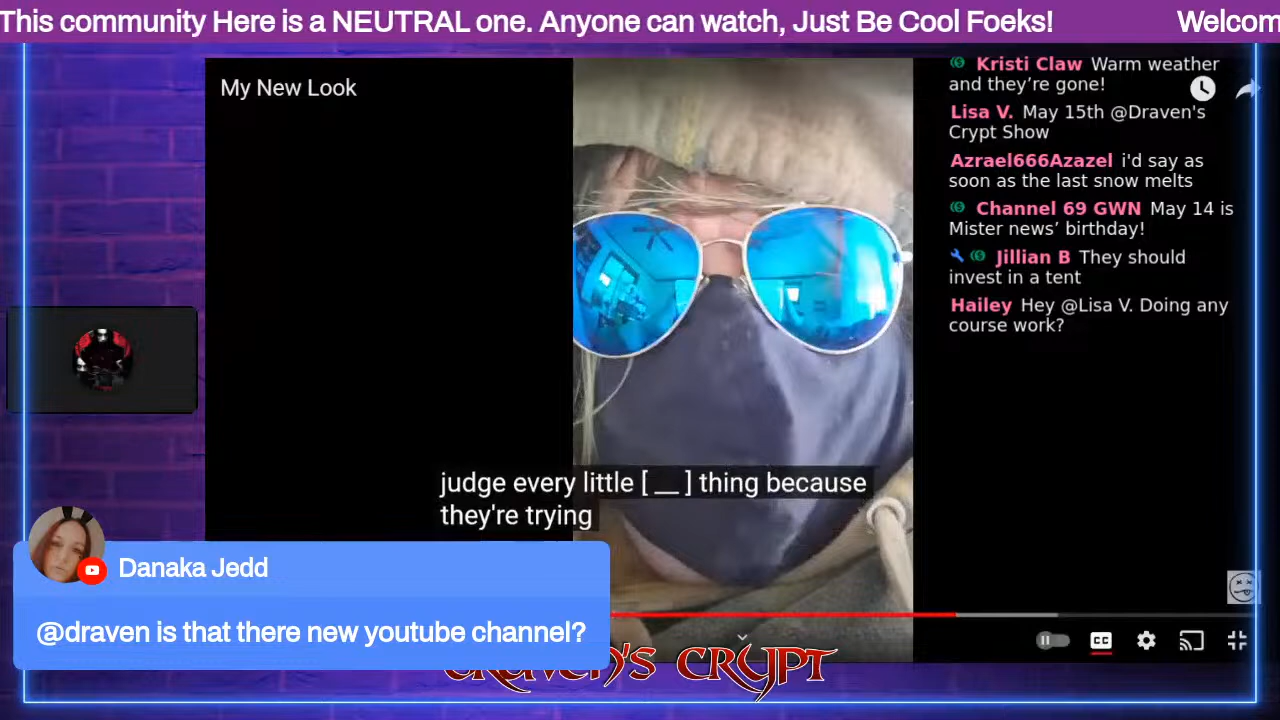 This community Here is a NEUTRAL one. Anyone can watch, Just Be Cool Foeks!
Welcom
My New Look
Kristi Claw Warm weather
and they're gone!
Lisa V. May 15th @Draven's
Crypt Show
Azrael666Azazel i'd say as
soon as the last snow melts
Channel 69 GWN May 14 is
Mister news' birthday!
Jillian B They should
invest in a tent
Hailey Hey @Lisa V. Doing any
course work?
judge every little [ __ ] thing because
they're trying
Danaka Jedd
@draven is that there new youtube channel?
CC
DRAVEN'S CRYPT